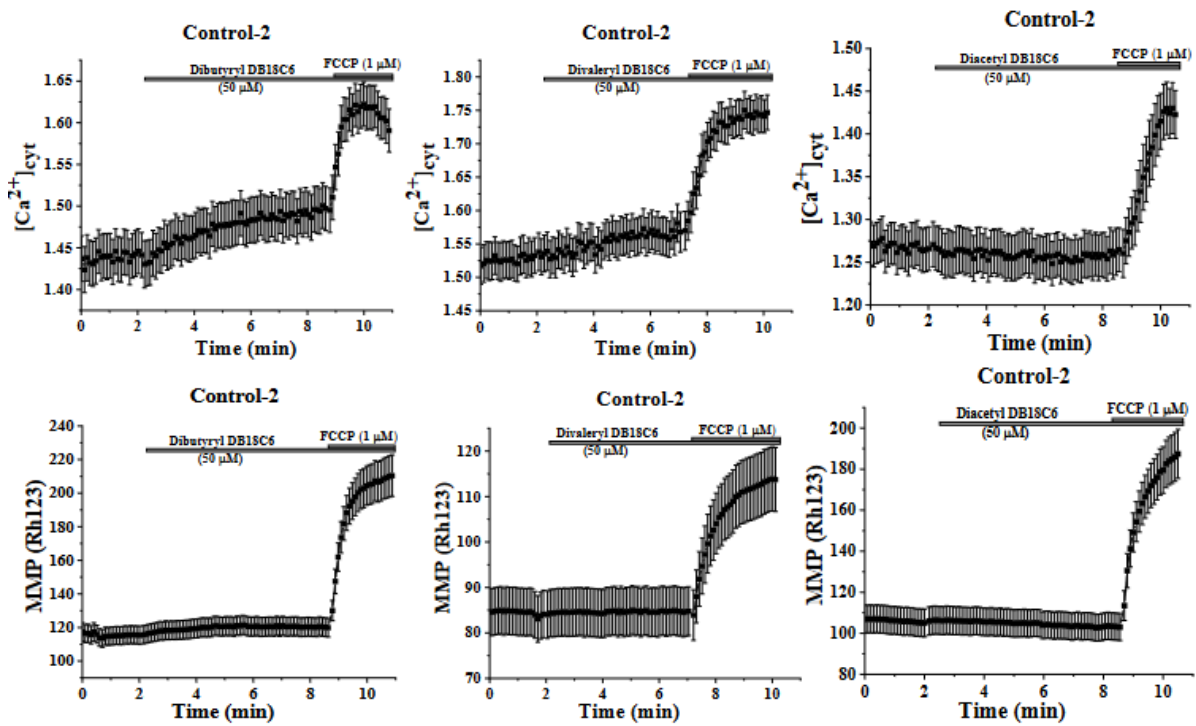 Control-2
Dibutyryl DB18C6
(50 μM)
FCCP (1 μM)
[Ca2+]cyt
1.65
1.60
1.55
1.50
1.45
1.40
0 2 4 6 8 10
Time (min)
Control-2
Divaleryl DB18C6
(50 μM)
FCCP (1 μM)
[Ca2+]cyt
1.80
1.75
1.70
1.65
1.60
1.55
1.50
1.45
0 2 4 6 8 10
Time (min)
Control-2
Diacetyl DB18C6
(50 μM)
FCCP (1 μM)
[Ca2+]cyt
1.50
1.45
1.40
1.35
1.30
1.25
1.20
0 2 4 6 8 10
Time (min)
Control-2
Dibutyryl DB18C6
(50 μM)
FCCP (1 μM)
MMP (Rh123)
240
220
200
180
160
140
120
100
0 2 4 6 8 10
Time (min)
Control-2
Divaleryl DB18C6
(50 μM)
FCCP (1 μM)
MMP (Rh123)
120
110
100
90
80
70
0 2 4 6 8 10
Time (min)
Control-2
Diacetyl DB18C6
(50 μM)
FCCP (1 μM)
MMP (Rh123)
200
180
160
140
120
100
80
0 2 4 6 8 10
Time (min)